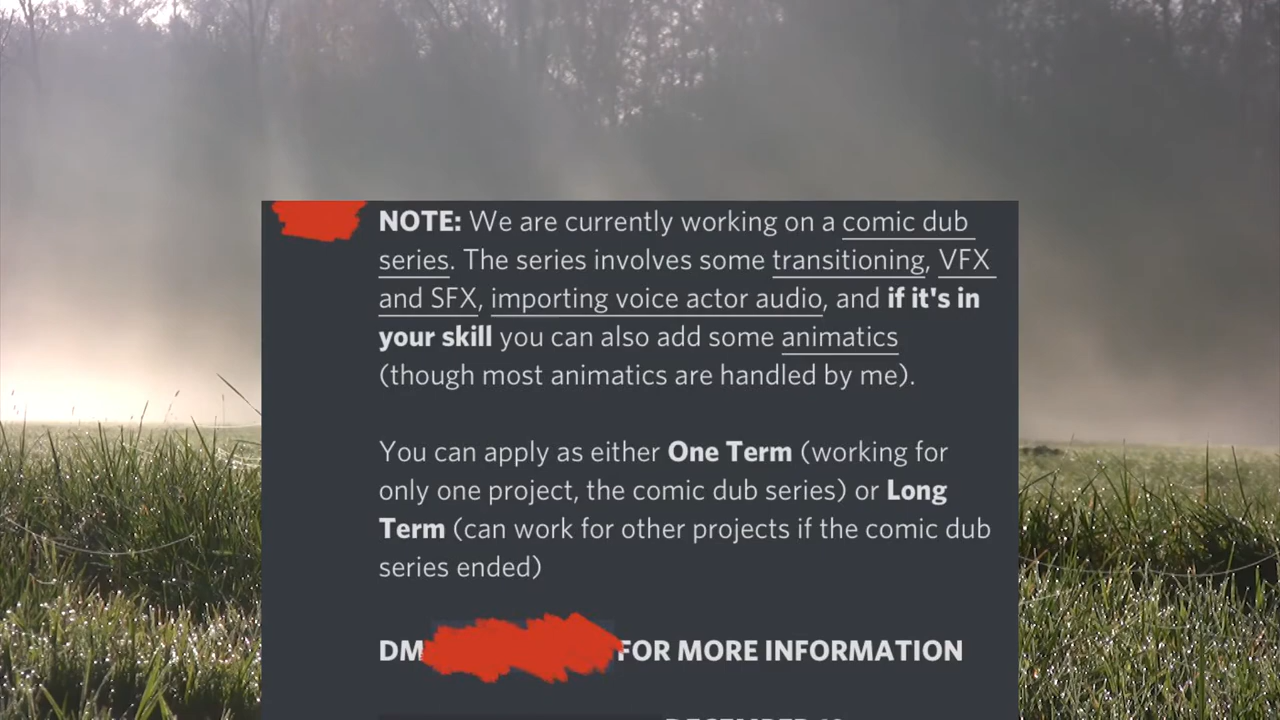 NOTE: We are currently working on a comic dub
series. The series involves some transitioning, VFX
and SFX, importing voice actor audio, and if it's in
your skill you can also add some animatics
(though most animatics are handled by me).
You can apply as either One Term (working for
only one project, the comic dub series) or Long
Term (can work for other projects if the comic dub
series ended)
DM FOR MORE INFORMATION